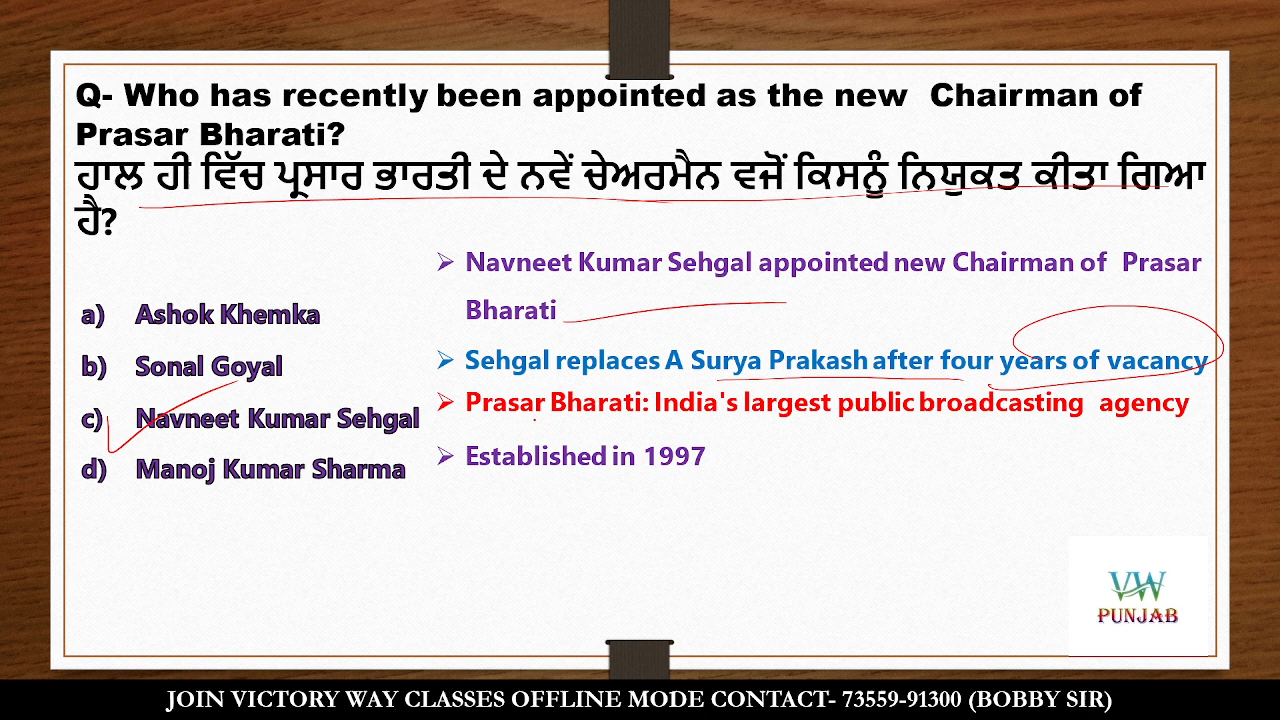 Q- Who has recently been appointed as the new Chairman of
Prasar Bharati?
ਹਾਲ ਹੀ ਵਿੱਚ ਪ੍ਰਸਾਰ ਭਾਰਤੀ ਦੇ ਨਵੇਂ ਚੇਅਰਮੈਨ ਵਜੋਂ ਕਿਸਨੂੰ ਨਿਯੁਕਤ ਕੀਤਾ ਗਿਆ
ਹੈ?
a) Ashok Khemka
b) Sonal Goyal
c) Navneet Kumar Sehgal
d) Manoj Kumar Sharma
➢ Navneet Kumar Sehgal appointed new Chairman of Prasar
Bharati
➢ Sehgal replaces A Surya Prakash after four years of vacancy
➢ Prasar Bharati: India's largest public broadcasting agency
➢ Established in 1997
VW
PUNJAB
JOIN VICTORY WAY CLASSES OFFLINE MODE CONTACT- 73559-91300 (BOBBY SIR)